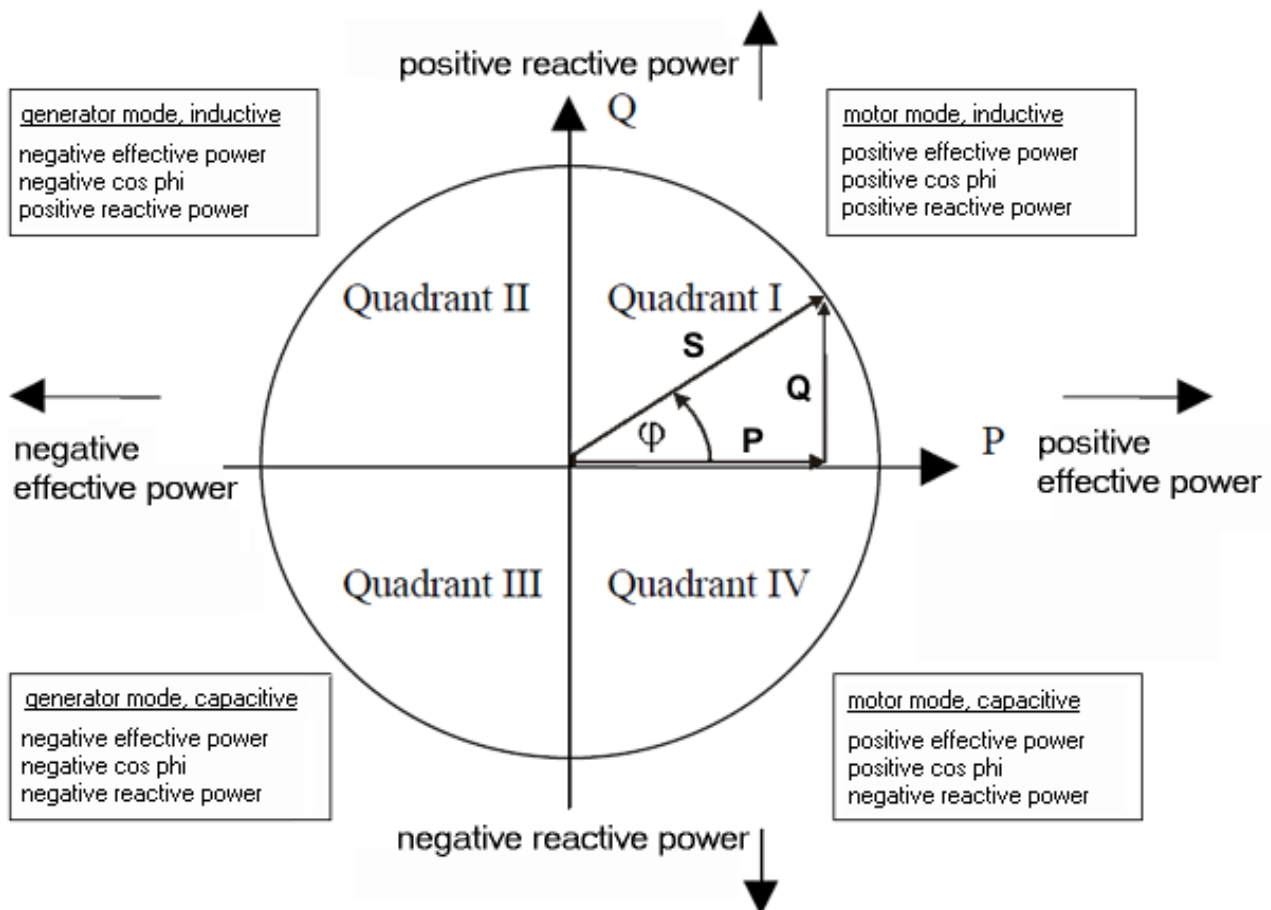 positive reactive power
Q
generator mode, inductive
negative effective power
negative cos phi
positive reactive power
motor mode, inductive
positive effective power
positive cos phi
positive reactive power
Quadrant II
Quadrant I
S
Q
φ
P
P
negative
effective power
positive
effective power
Quadrant III
Quadrant IV
generator mode, capacitive
negative effective power
negative cos phi
negative reactive power
motor mode, capacitive
positive effective power
positive cos phi
negative reactive power
negative reactive power